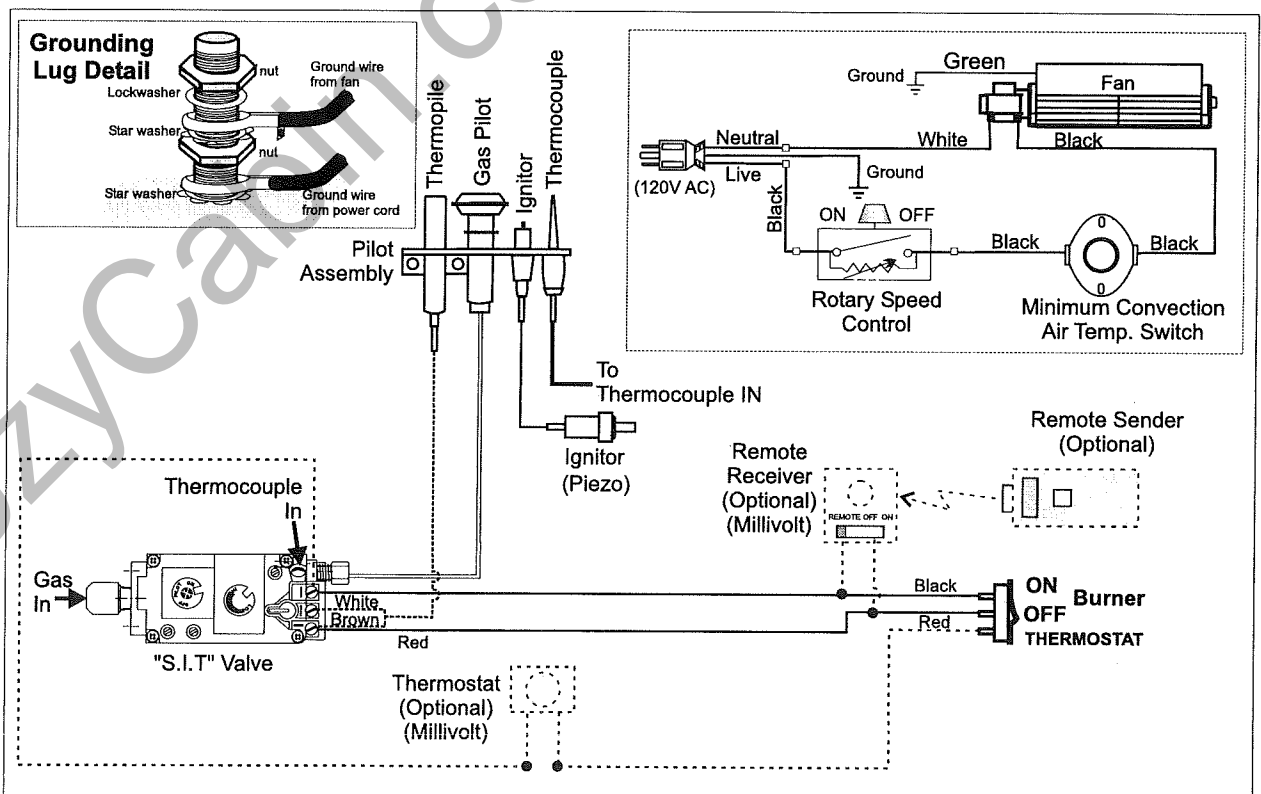 Grounding
Lug Detail
nut
Ground wire
from fan
Lockwasher
Star washer
nut
Star washer
Ground wire
from power cord
Thermopile
Gas Pilot
Ignitor
Thermocouple
Pilot
Assembly
To
Thermocouple IN
Ignitor
(Piezo)
Ground
Green
Fan
Neutral
White
Black
(120V AC)
Live
Ground
Black
ON
OFF
Black
Black
Rotary Speed
Control
Minimum Convection
Air Temp. Switch
Remote Sender
(Optional)
Remote
Receiver
(Optional)
(Millivolt)
REMOTE OFF ON
Thermocouple
In
Gas
In
White
Brown
Red
"S.I.T" Valve
Black
Red
ON
OFF
Burner
THERMOSTAT
Thermostat
(Optional)
(Millivolt)
zyCabin.c